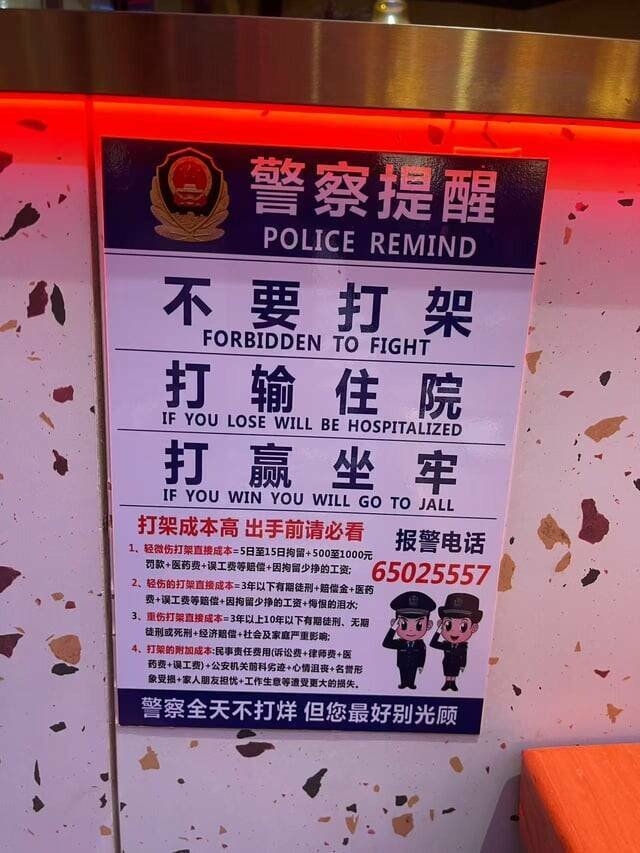 警察提醒
POLICE REMIND
不要打架
FORBIDDEN TO FIGHT
打输住院
IF YOU LOSE WILL BE HOSPITALIZED
打赢坐牢
IF YOU WIN YOU WILL GO TO JALL
打架成本高 出手前请必看
1、轻微伤打架直接成本=5日至15日拘留+500至1000元
罚款+医药费+误工费等赔偿+因拘留少挣的工资;
2、轻伤的打架直接成本=3年以下有期徒刑+赔偿金+医药
费+误工费等赔偿+因拘留少挣的工资+悔恨的泪水;
3、重伤打架直接成本=3年以上10年以下有期徒刑、无期
徒刑或死刑+经济赔偿+社会及家庭严重影响;
4、打架的附加成本:民事责任费用(诉讼费+律师费+医
药费+误工费)+公安机关前科劣迹+心情沮丧+名誉形
象受损+家人朋友担忧+工作生意等遭受更大的损失。
报警电话
65025557
警察全天不打烊 但您最好别光顾